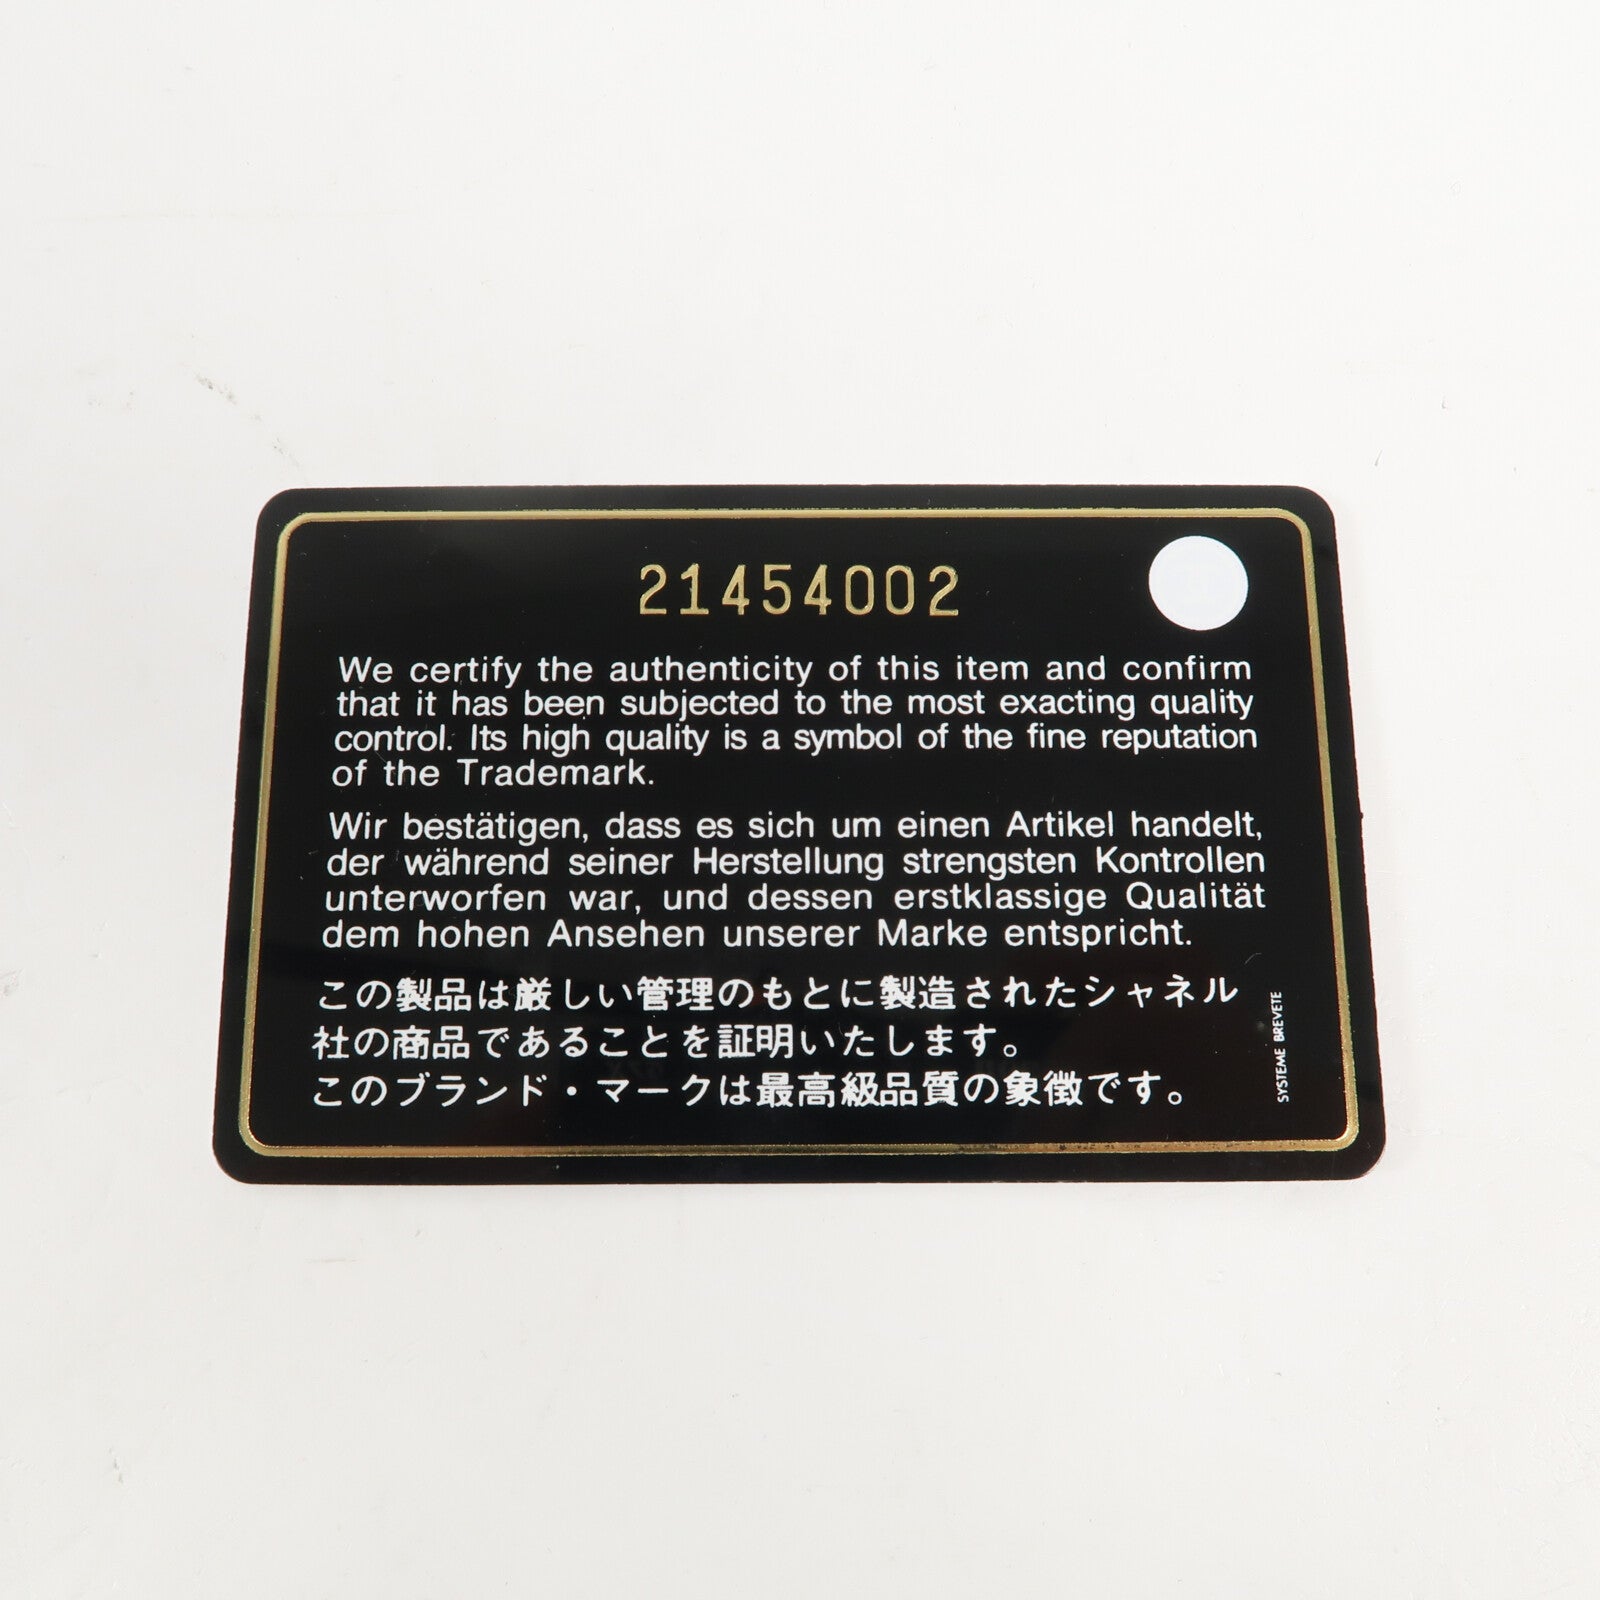 21454002
We certify the authenticity of this item and confirm
that it has been subjected to the most exacting quality
control. Its high quality is a symbol of the fine reputation
of the Trademark.
Wir bestätigen, dass es sich um einen Artikel handelt,
der während seiner Herstellung strengsten Kontrollen
unterworfen war, und dessen erstklassige Qualität
dem hohen Ansehen unserer Marke entspricht.
この製品は厳しい管理のもとに製造されたシャネル
社の商品であることを証明いたします。
このブランド・マークは最高級品質の象徴です。
SYSTEME BREVETE